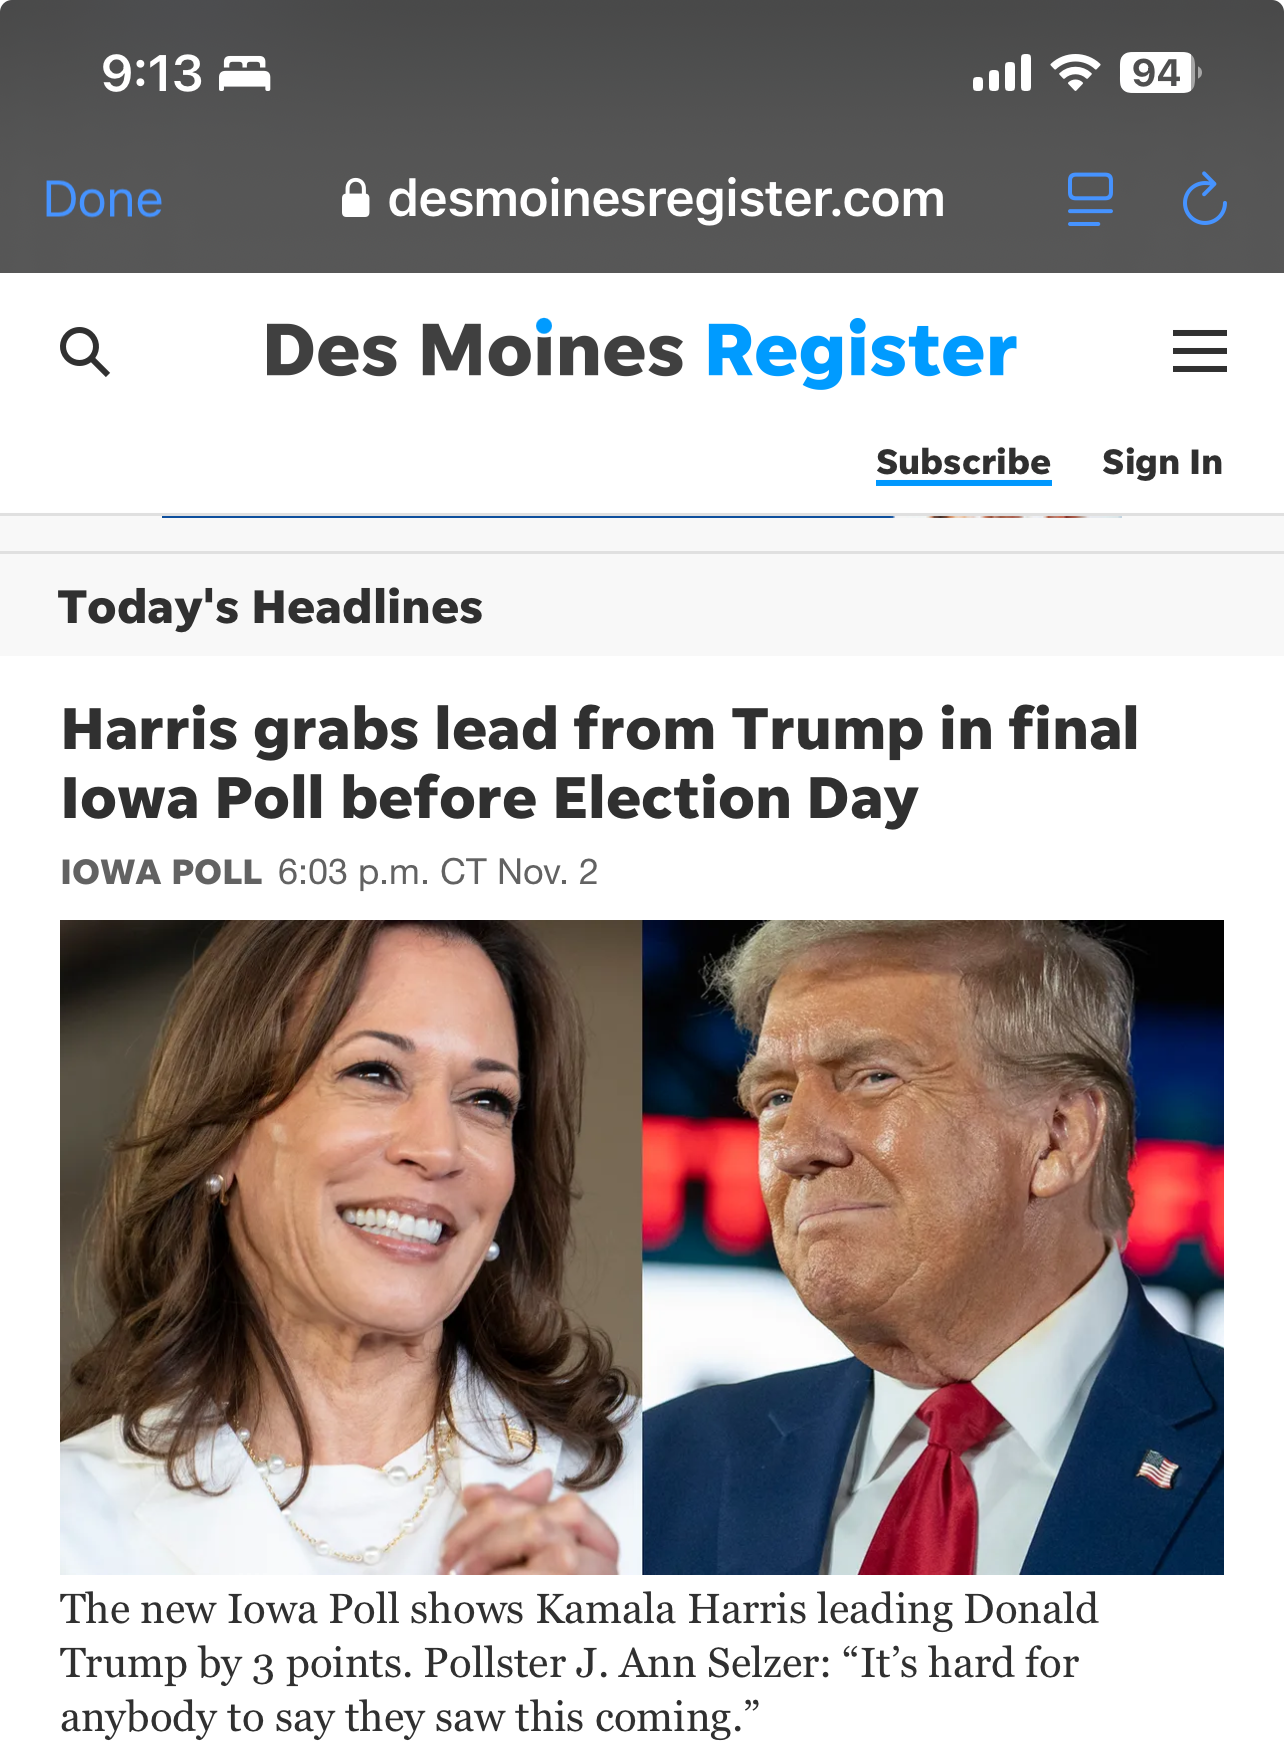 9:13
94
Done
desmoinesregister.com
Des Moines Register
Subscribe
Sign In
Today's Headlines
Harris grabs lead from Trump in final
Iowa Poll before Election Day
IOWA POLL 6:03 p.m. CT Nov. 2
The new Iowa Poll shows Kamala Harris leading Donald
Trump by 3 points. Pollster J. Ann Selzer: “It’s hard for
anybody to say they saw this coming.”